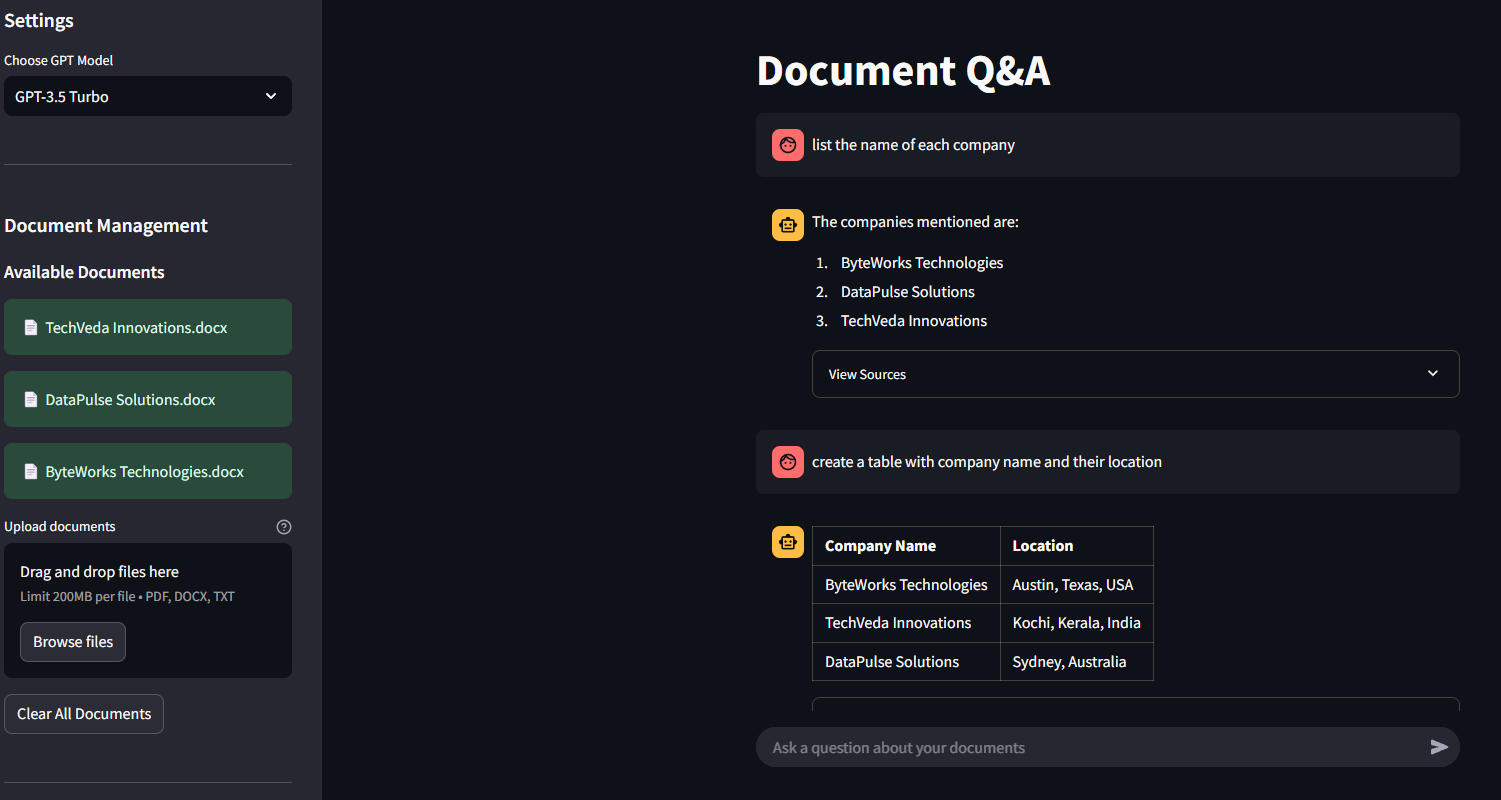 Settings
Choose GPT Model
GPT-3.5 Turbo
Document Management
Available Documents
TechVeda Innovations.docx
DataPulse Solutions.docx
ByteWorks Technologies.docx
Upload documents
Drag and drop files here
Limit 200MB per file • PDF, DOCX, TXT
Browse files
Clear All Documents
Document Q&A
list the name of each company
The companies mentioned are:
1. ByteWorks Technologies
2. DataPulse Solutions
3. TechVeda Innovations
View Sources
create a table with company name and their location
Company Name Location
ByteWorks Technologies Austin, Texas, USA
TechVeda Innovations Kochi, Kerala, India
DataPulse Solutions Sydney, Australia
Ask a question about your documents